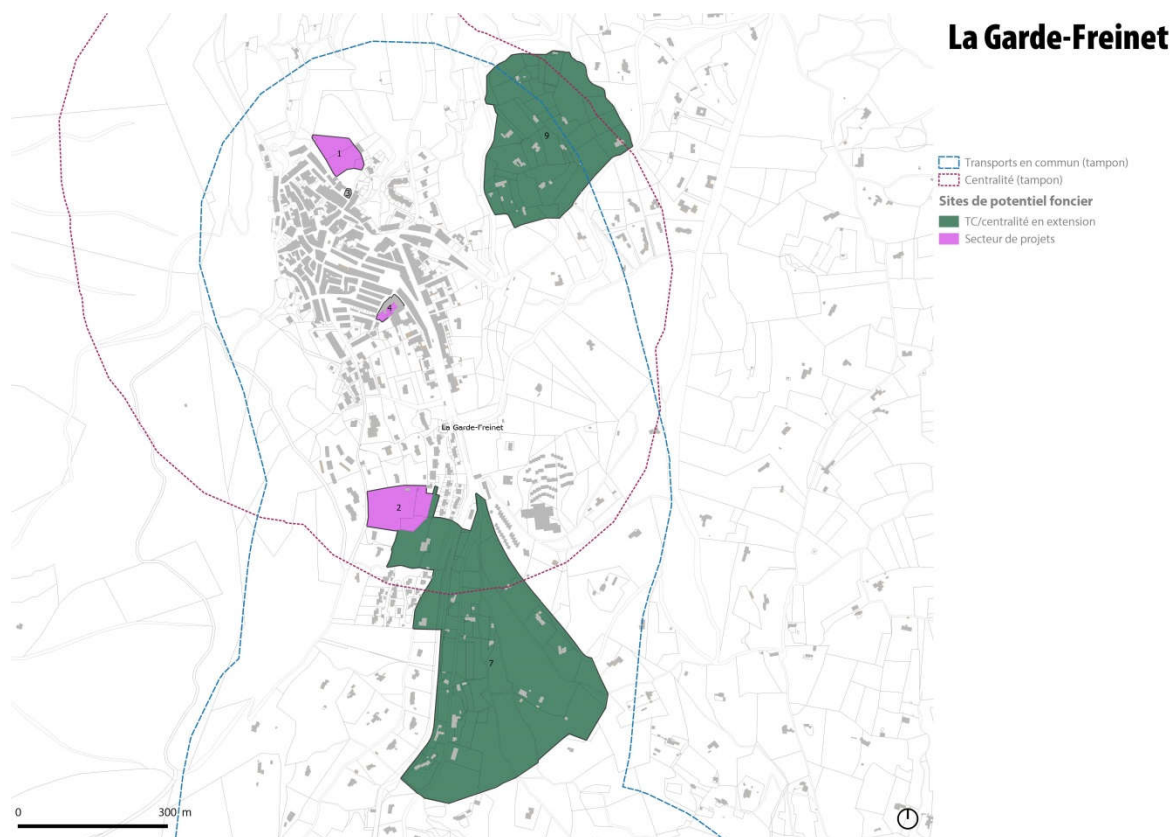 La Garde-Freinet
Transports en commun (tampon)
Centralité (tampon)
Sites de potentiel foncier
TC/centralité en extension
Secteur de projets
9
1
3
4
La Garde-Freinet
2
7
0
300 m